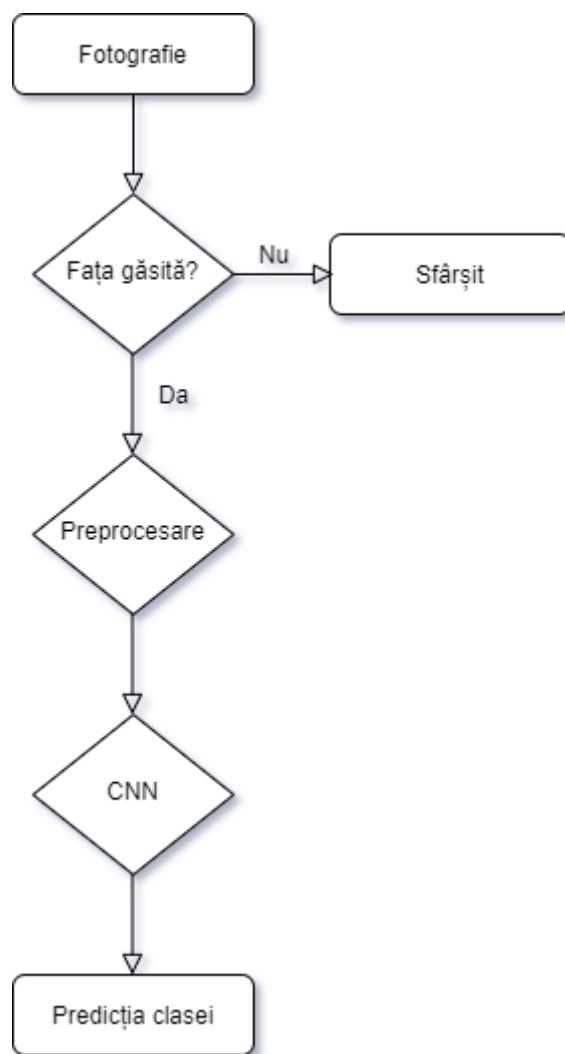 Fotografie
Fața găsită?
Nu
Sfârșit
Da
Preprocesare
CNN
Predicția clasei